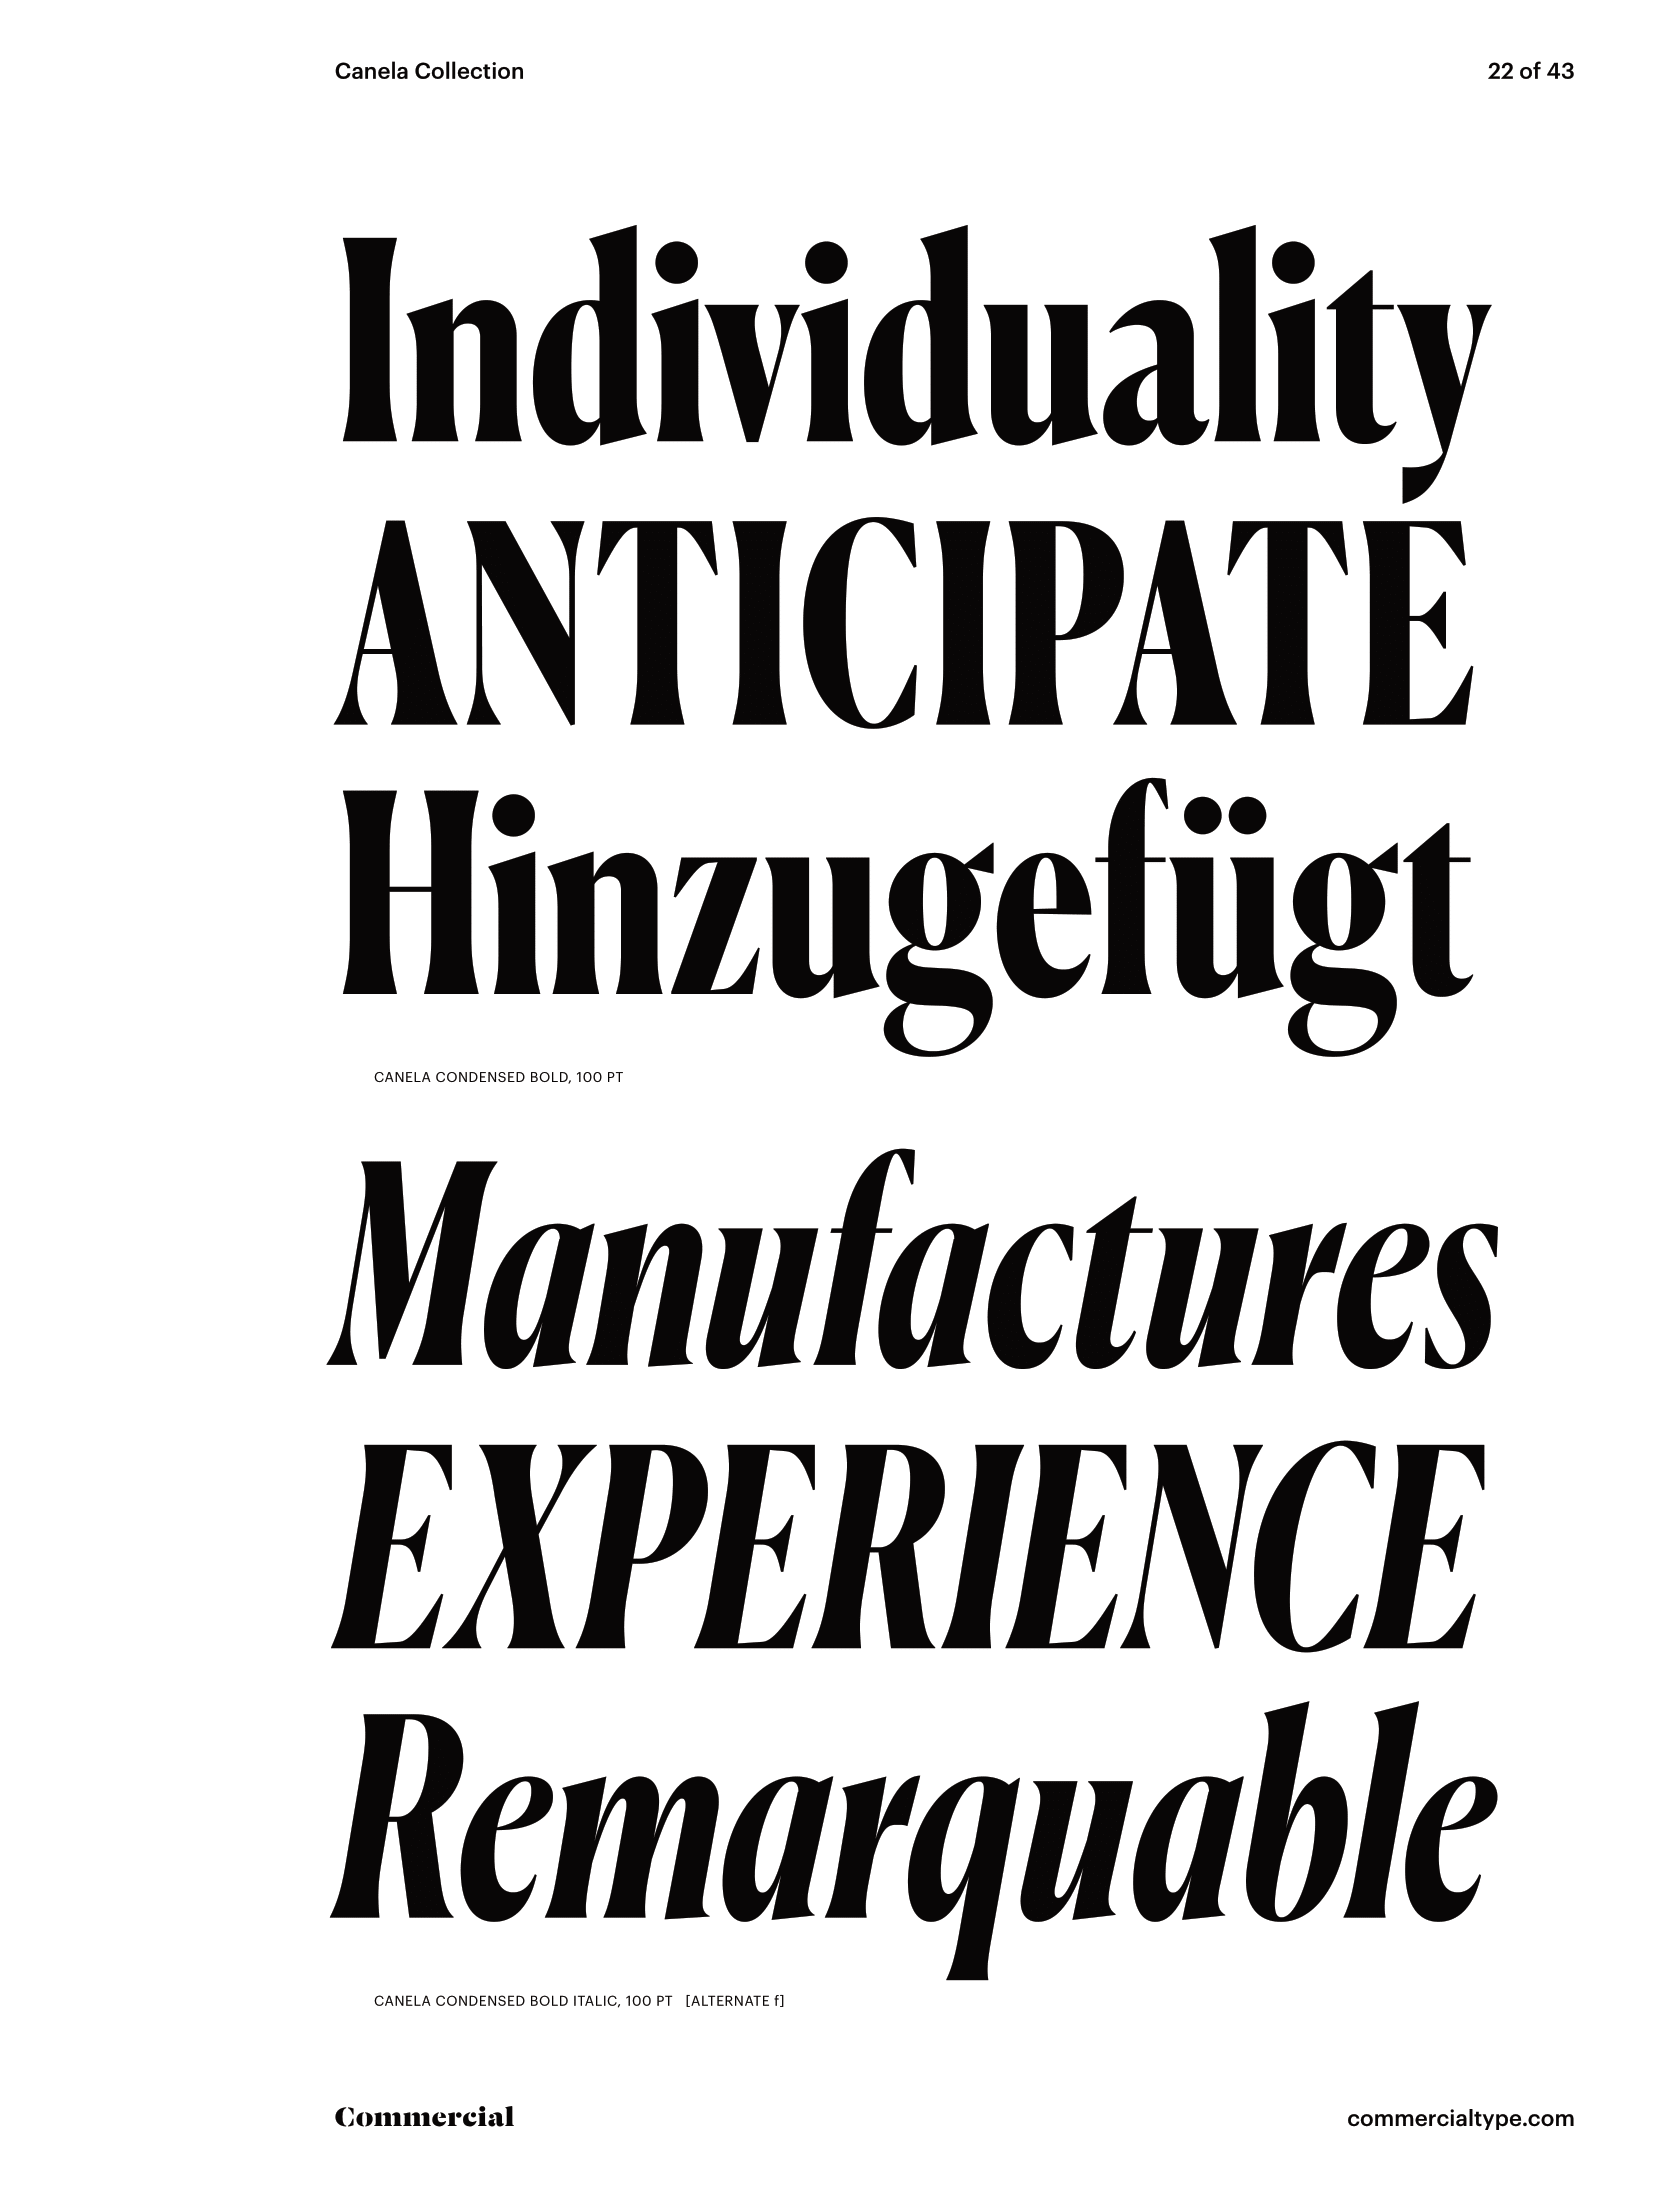 Canela Collection
22 of 43
Individuality
ANTICIPATE
Hinzugefügt
CANELA CONDENSED BOLD, 100 PT
Manufactures
EXPERIENCE
Remarquable
CANELA CONDENSED BOLD ITALIC, 100 PT [ALTERNATE f]
Commercial
commercialtype.com